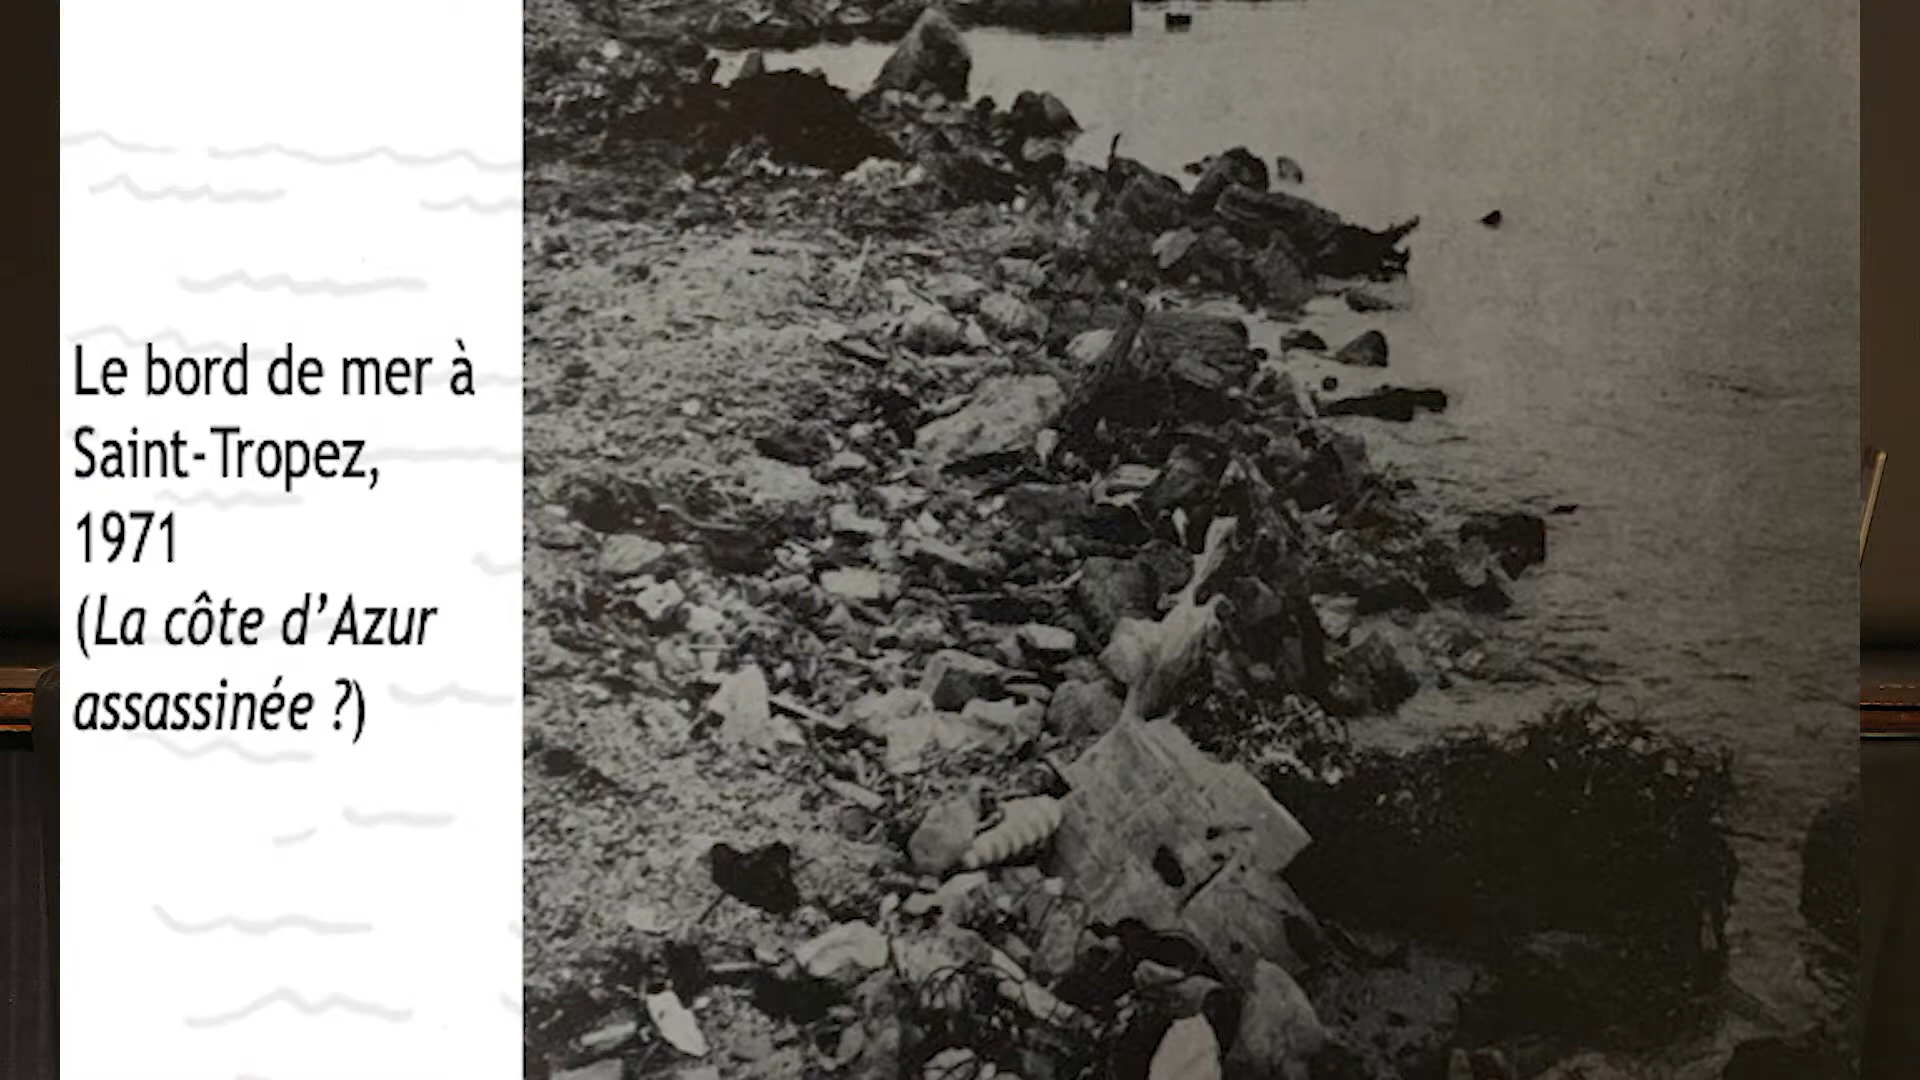 Le bord de mer à
Saint-Tropez,
1971
(La côte d’Azur
assassinée ?)